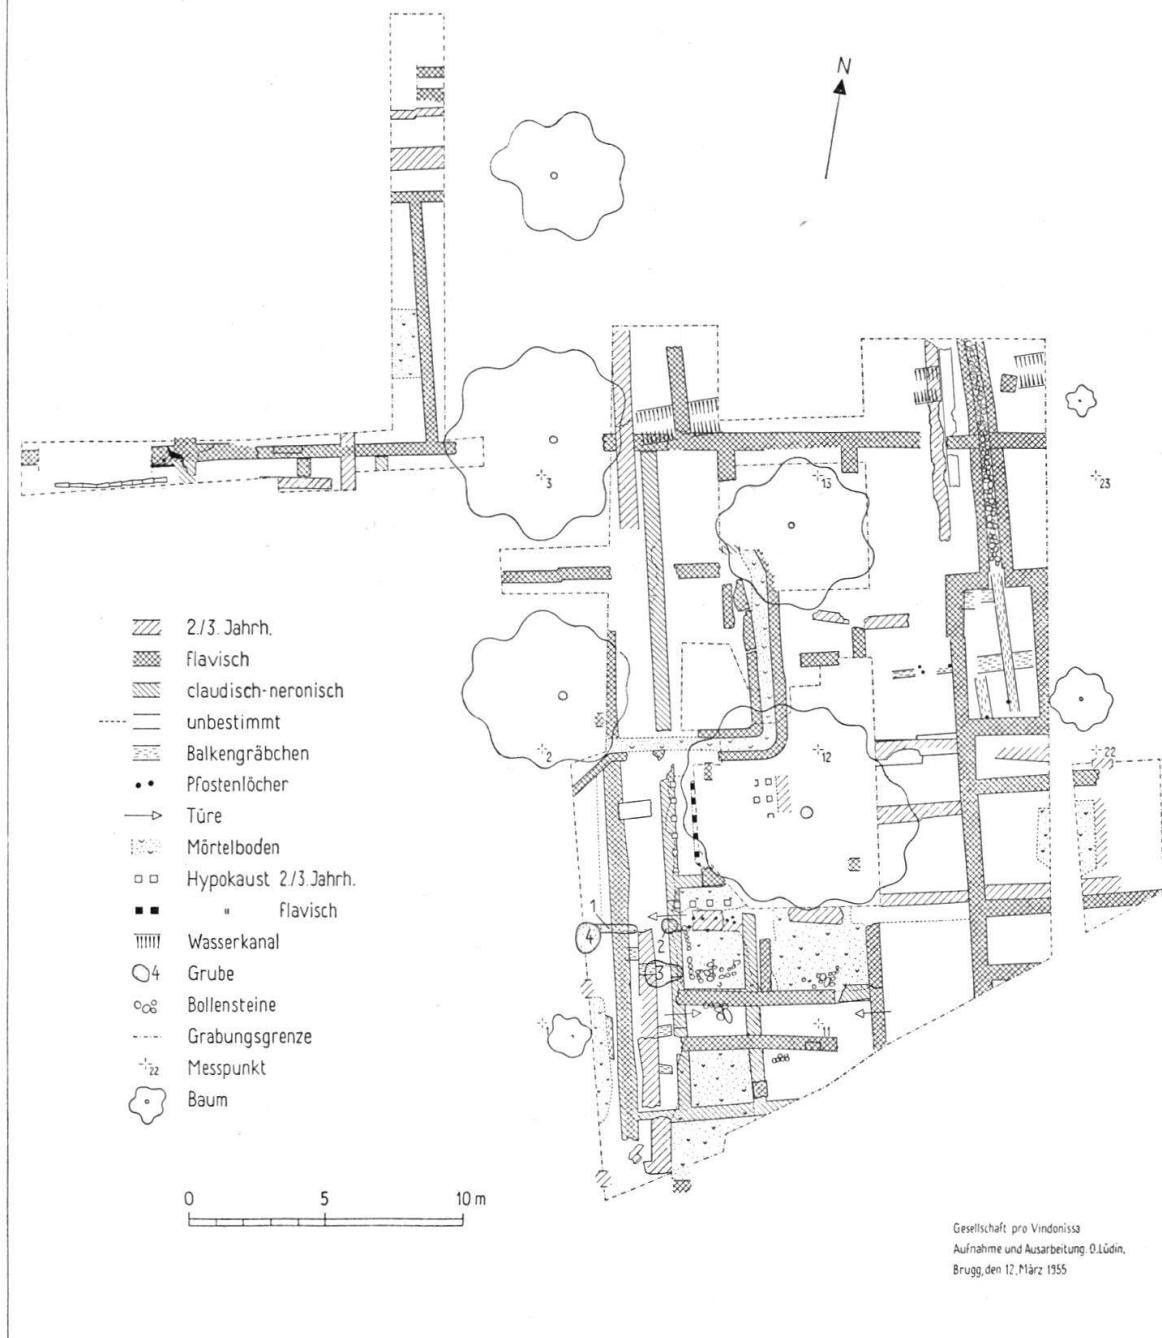 N
3
13
23
2./3. Jahrh.
flavisch
claudisch-neronisch
unbestimmt
Balkengräbchen
Pfostenlöcher
Türe
Mörtelboden
Hypokaust 2./3. Jahrh.
" flavisch
Wasserkanal
4 Grube
Bollensteine
Grabungsgrenze
22 Messpunkt
Baum
2
12
22
1
4
2
3
11
0 5 10 m
Gesellschaft pro Vindonissa
Aufnahme und Ausarbeitung. O. Lüdin,
Brugg, den 12. März 1955